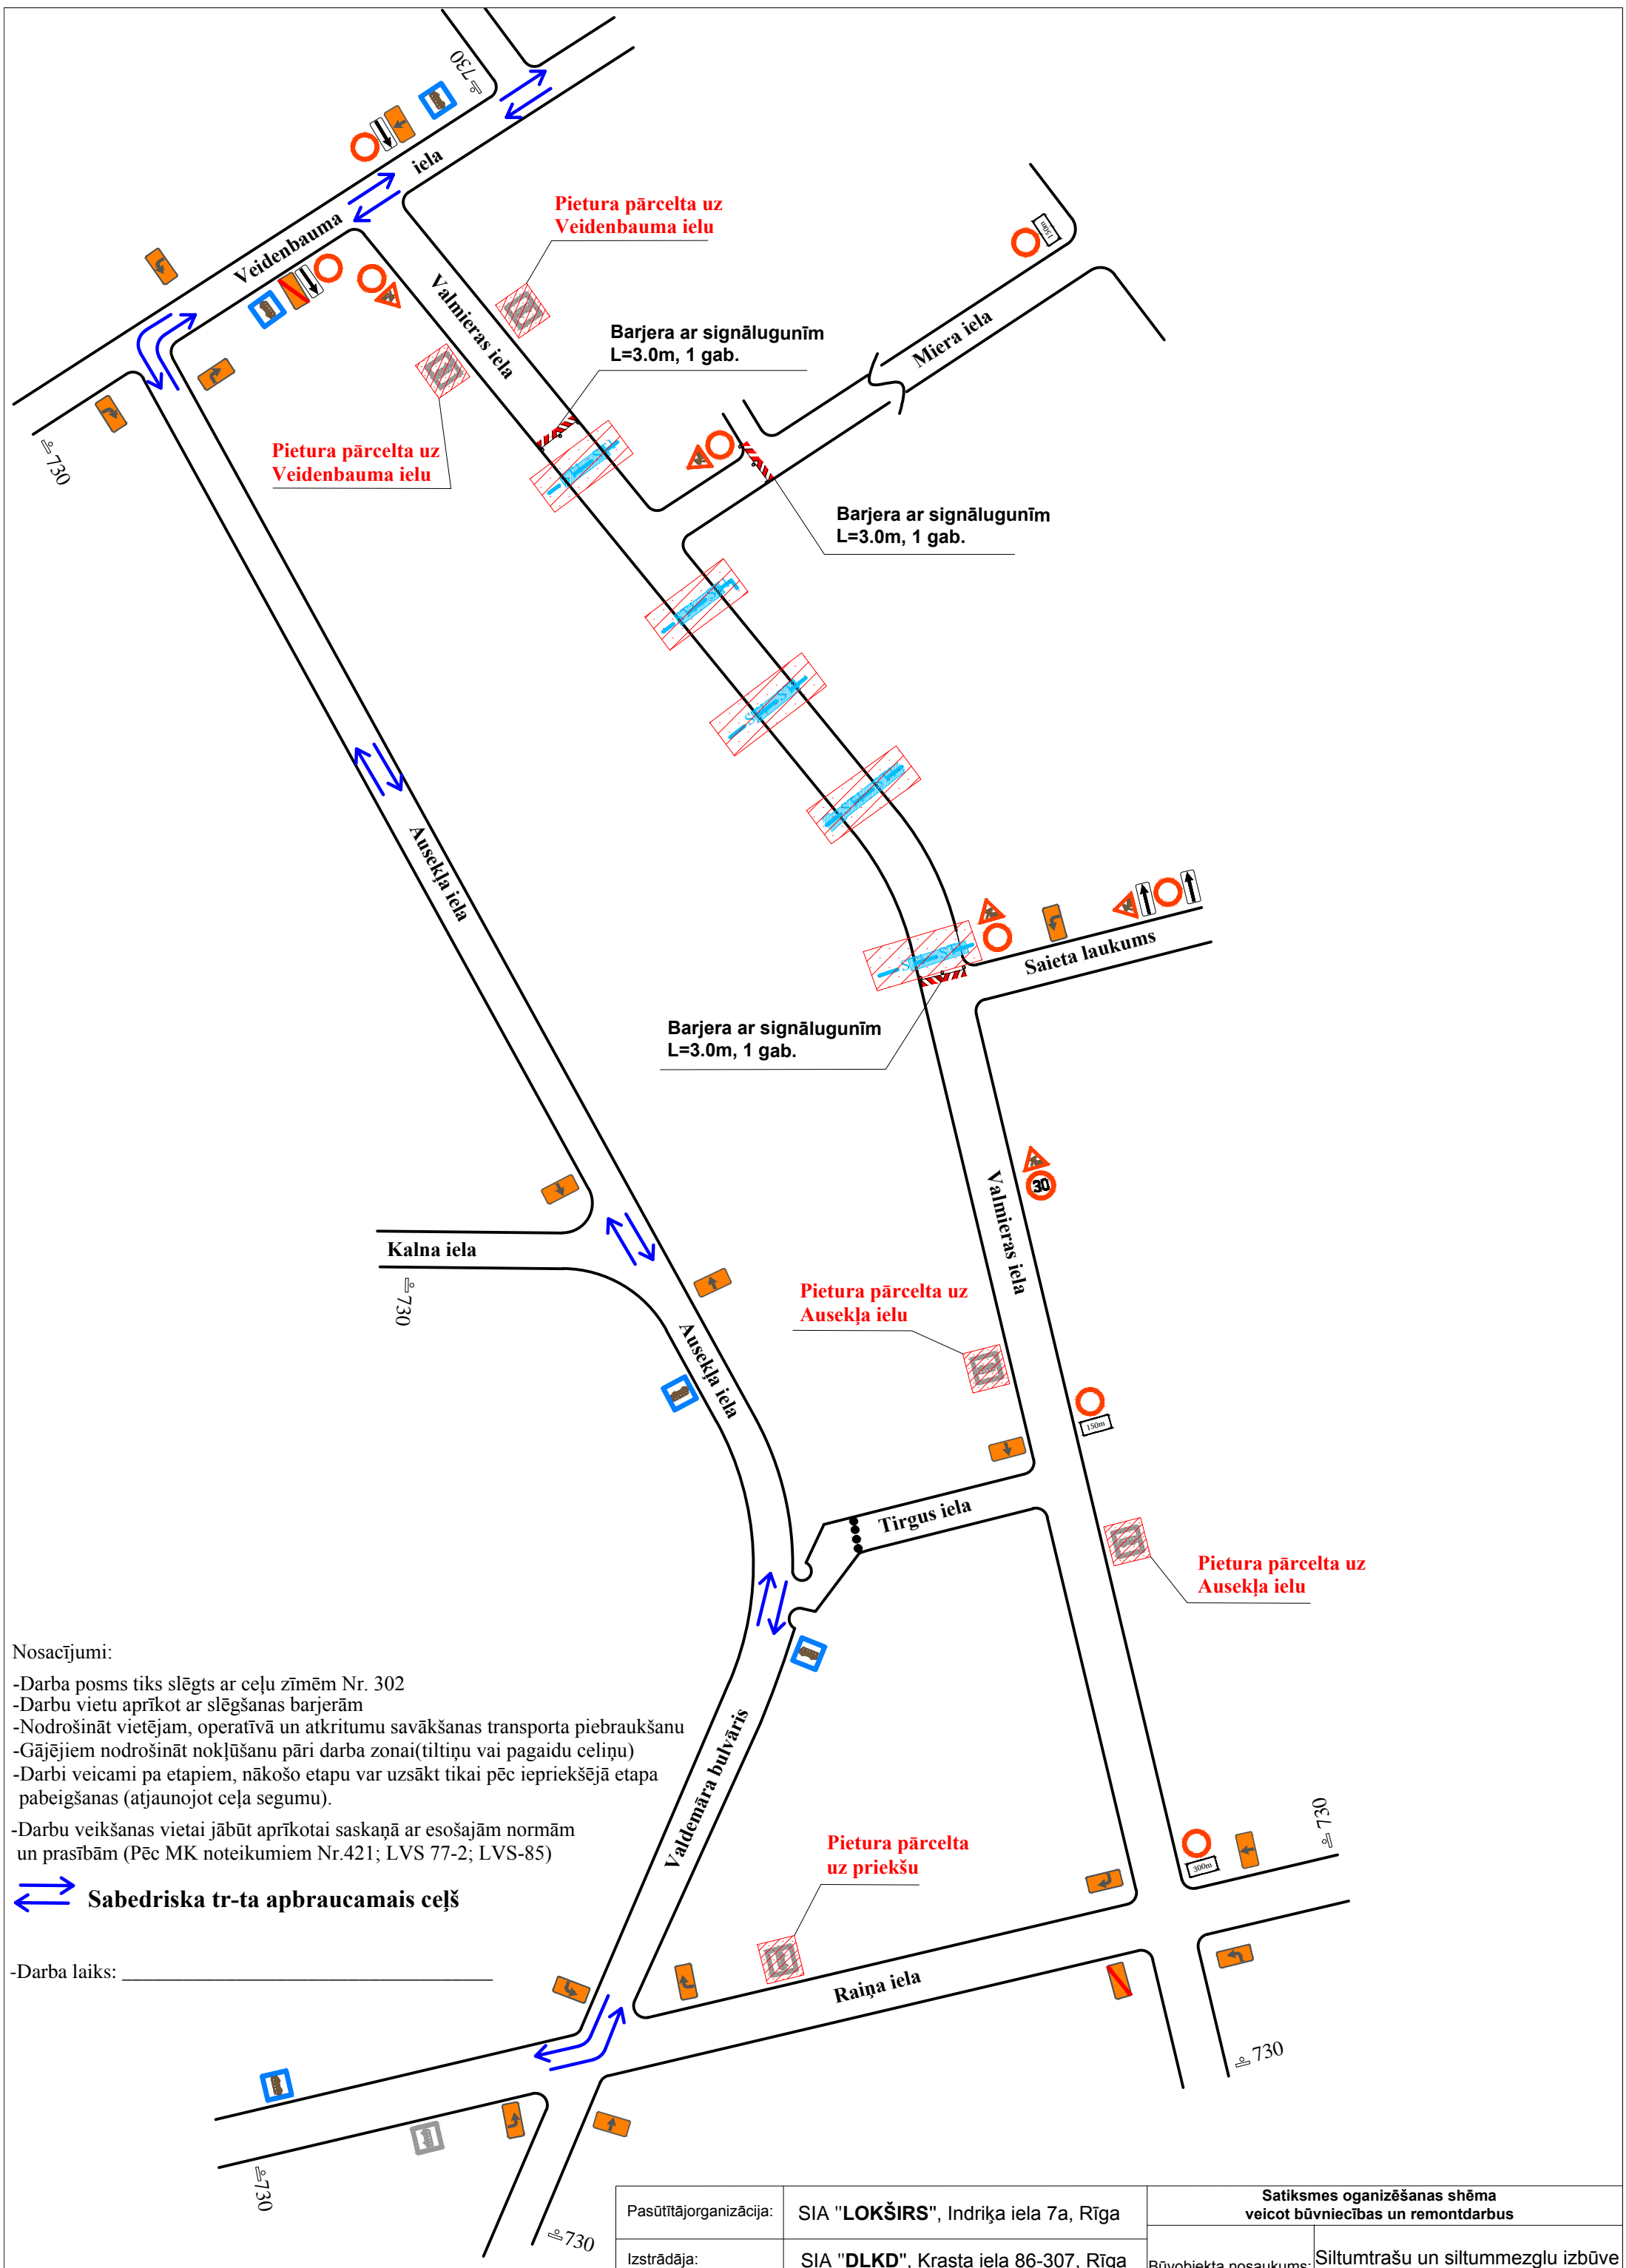 730
iela
Veidenbauma
Pietura pārcelta uz
Veidenbauma ielu
150m
Valmieras iela
Barjera ar signālugunīm
L=3.0m, 1 gab.
Miera iela
Pietura pārcelta uz
Veidenbauma ielu
730
Barjera ar signālugunīm
L=3.0m, 1 gab.
Ausekļa iela
Saieta laukums
Barjera ar signālugunīm
L=3.0m, 1 gab.
Valmieras iela
30
Kalna iela
730
Pietura pārcelta uz
Ausekļa ielu
Ausekļa iela
150m
Tirgus iela
Pietura pārcelta uz
Ausekļa ielu
Nosacījumi:
-Darba posms tiks slēgts ar ceļu zīmēm Nr. 302
-Darbu vietu aprīkot ar slēgšanas barjerām
-Nodrošināt vietējam, operatīvā un atkritumu savākšanas transporta piebraukšanu
-Gājējiem nodrošināt nokļūšanu pāri darba zonai(tiltiņu vai pagaidu celiņu)
-Darbi veicami pa etapiem, nākošo etapu var uzsākt tikai pēc iepriekšējā etapa
pabeigšanas (atjaunojot ceļa segumu).
-Darbu veikšanas vietai jābūt aprīkotai saskaņā ar esošajām normām
un prasībām (Pēc MK noteikumiem Nr.421; LVS 77-2; LVS-85)
Sabedriska tr-ta apbraucamais ceļš
-Darba laiks:
Valdemāra bulvāris
Pietura pārcelta
uz priekšu
730
300m
Raiņa iela
730
730
730
Pasūtītājorganizācija: SIA "LOKŠIRS", Indriķa iela 7a, Rīga
Satiksmes oganizēšanas shēma
veicot būvniecības un remontdarbus
Izstrādāja: SIA "DLKD", Krasta iela 86-307, Rīga
Būvobjekta nosaukums: Siltumtrašu un siltummezglu izbūve